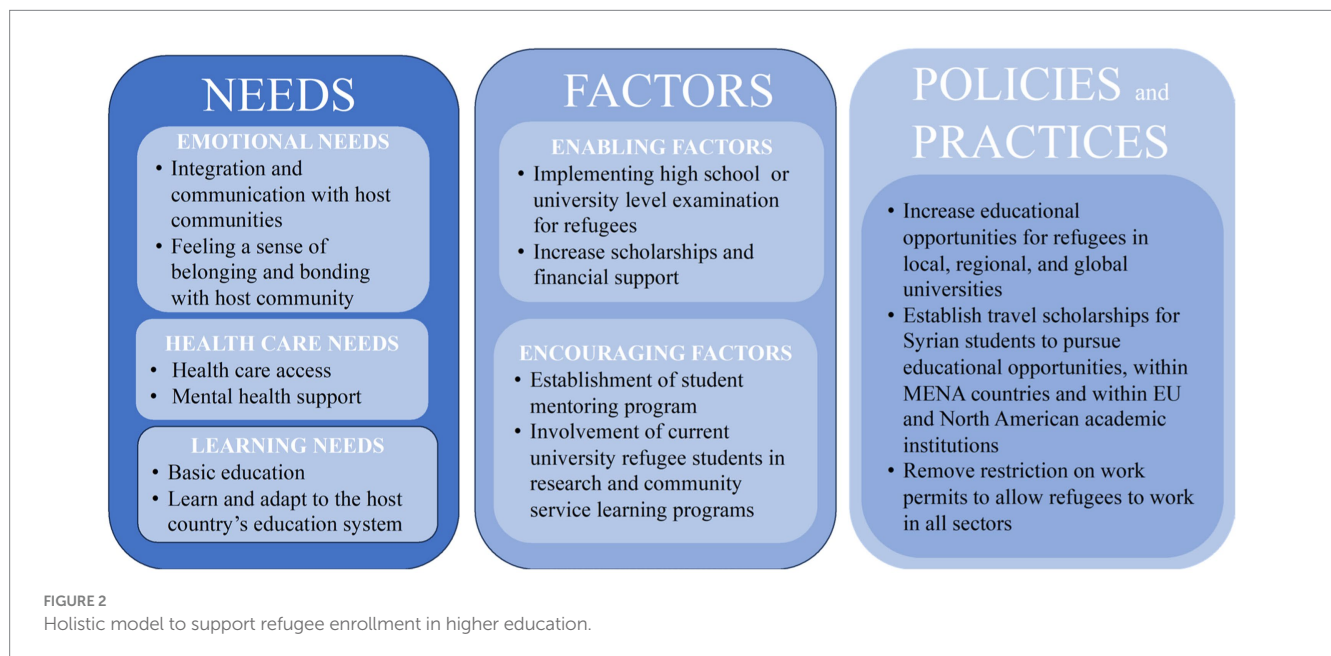 NEEDS
EMOTIONAL NEEDS
• Integration and
communication with host
communities
• Feeling a sense of
belonging and bonding
with host community
HEALTH CARE NEEDS
• Health care access
• Mental health support
LEARNING NEEDS
• Basic education
• Learn and adapt to the host
country's education system
FACTORS
ENABLING FACTORS
• Implementing high school or
university level examination
for refugees
• Increase scholarships and
financial support
ENCOURAGING FACTORS
• Establishment of student
mentoring program
• Involvement of current
university refugee students in
research and community
service learning programs
POLICIES and
PRACTICES
• Increase educational
opportunities for refugees in
local, regional, and global
universities
• Establish travel scholarships for
Syrian students to pursue
educational opportunities, within
MENA countries and within EU
and North American academic
institutions
• Remove restriction on work
permits to allow refugees to work
in all sectors
FIGURE 2
Holistic model to support refugee enrollment in higher education.